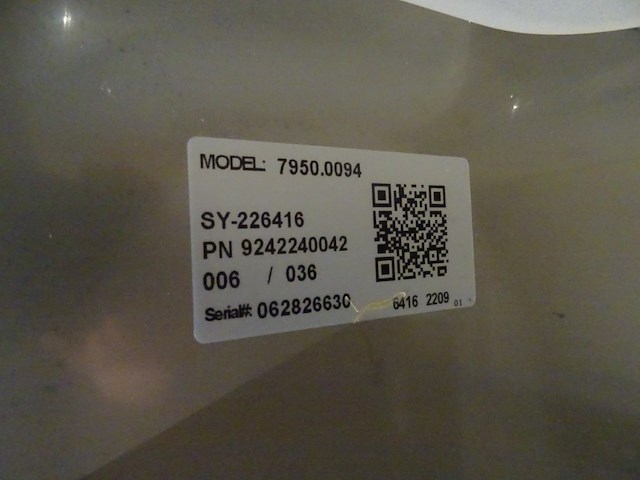 MODEL: 7950.0094
SY-226416
PN 9242240042
006 / 036
Serial#: 062826630 6416 2209 01